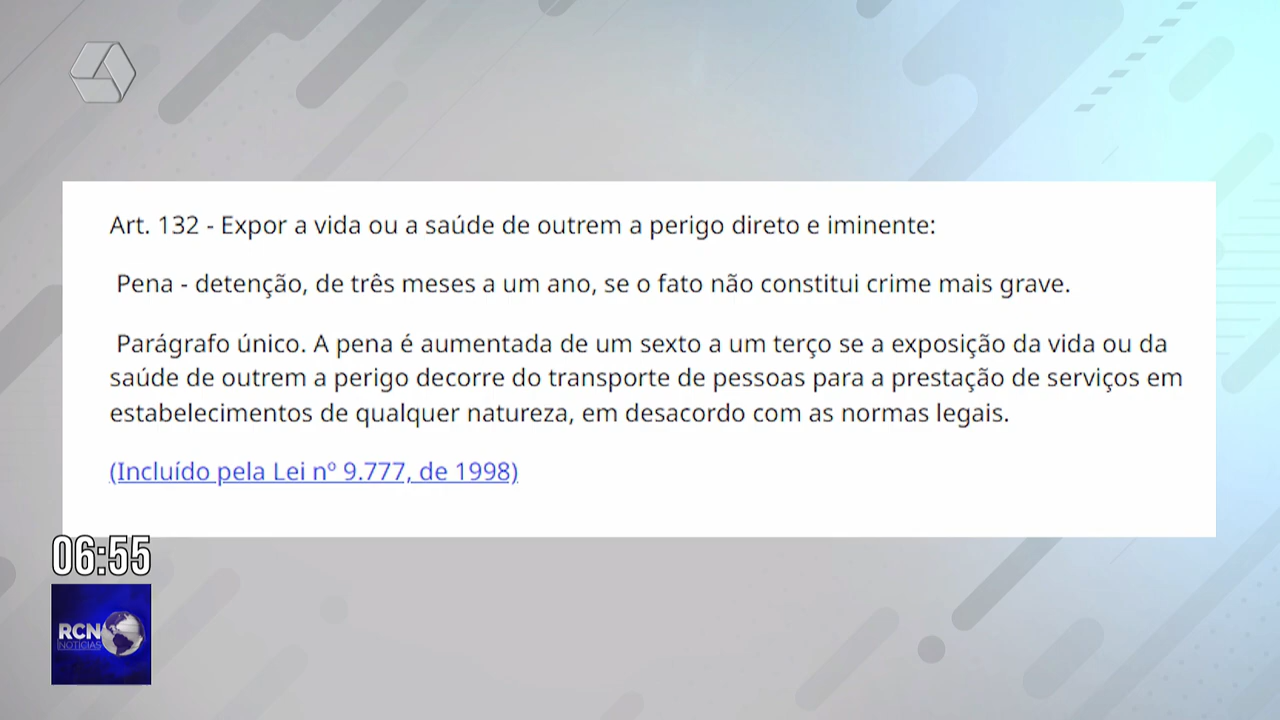 Art. 132 - Expor a vida ou a saúde de outrem a perigo direto e iminente:
Pena - detenção, de três meses a um ano, se o fato não constitui crime mais grave.
Parágrafo único. A pena é aumentada de um sexto a um terço se a exposição da vida ou da
saúde de outrem a perigo decorre do transporte de pessoas para a prestação de serviços em
estabelecimentos de qualquer natureza, em desacordo com as normas legais.
(Incluído pela Lei nº 9.777, de 1998)
06:55
RCN
NOTÍCIAS